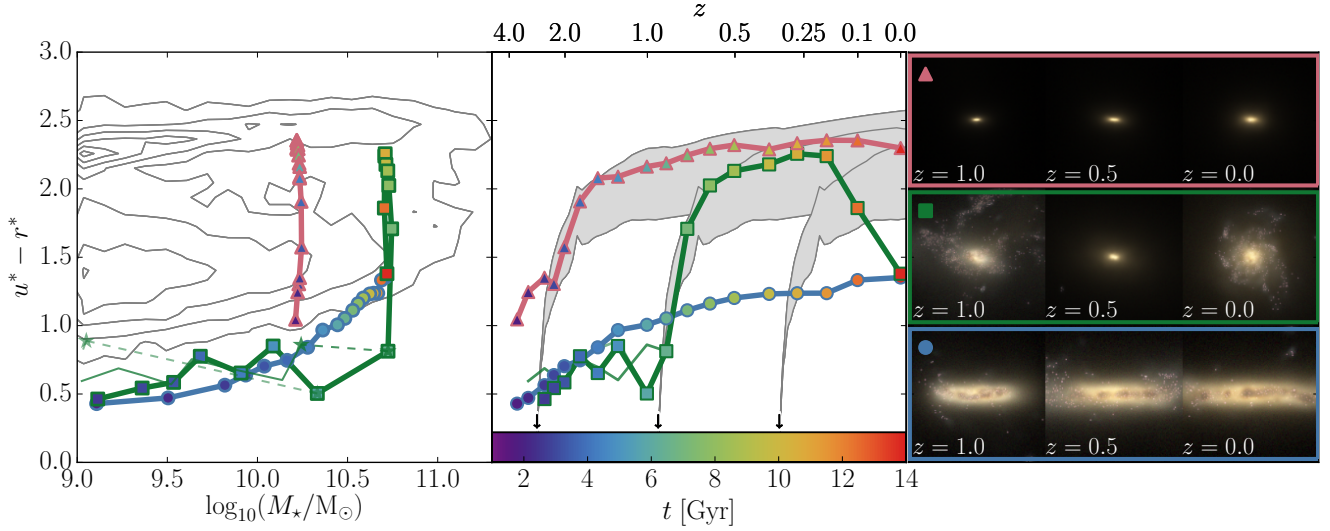 z
4.0 2.0 1.0 0.5 0.25 0.1 0.0
3.0
2.5
2.0
1.5
1.0
0.5
0.0
u* − r*
9.0 9.5 10.0 10.5 11.0
log₁₀(M⋆/M⊙)
2 4 6 8 10 12 14
t [Gyr]
z = 1.0 z = 0.5 z = 0.0
z = 1.0 z = 0.5 z = 0.0
z = 1.0 z = 0.5 z = 0.0